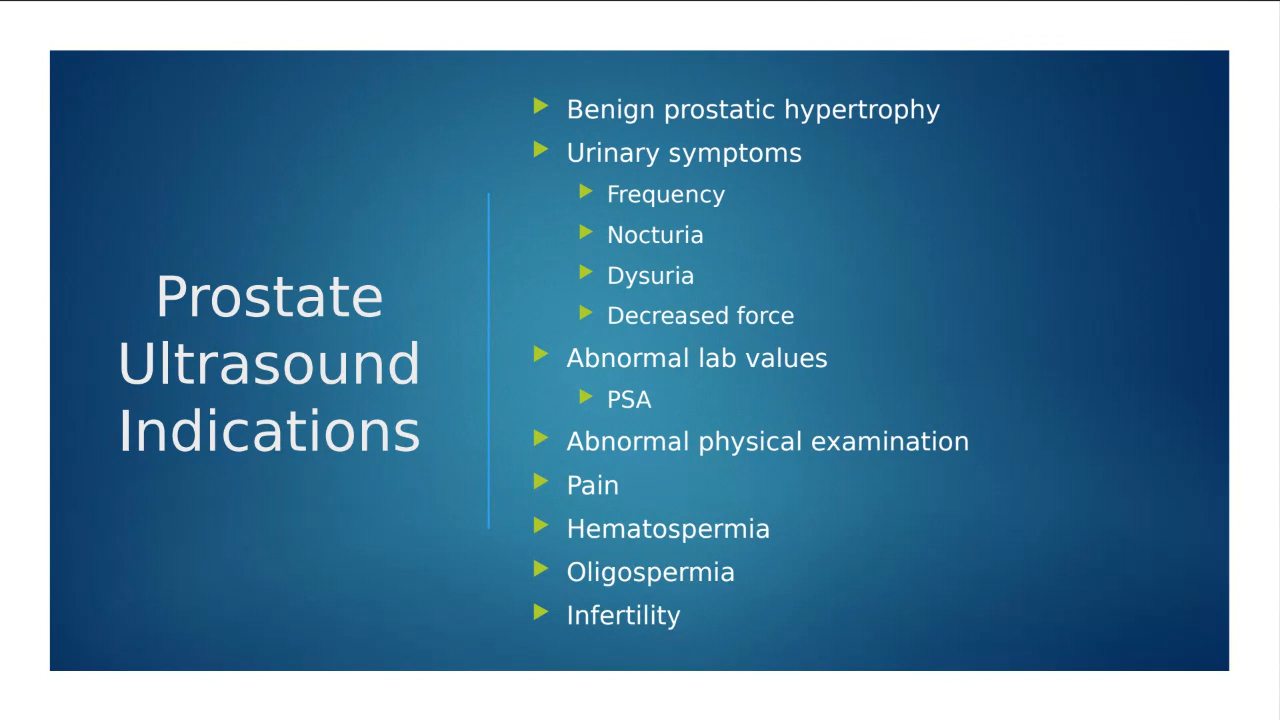 Prostate
Ultrasound
Indications
Benign prostatic hypertrophy
Urinary symptoms
Frequency
Nocturia
Dysuria
Decreased force
Abnormal lab values
PSA
Abnormal physical examination
Pain
Hematospermia
Oligospermia
Infertility